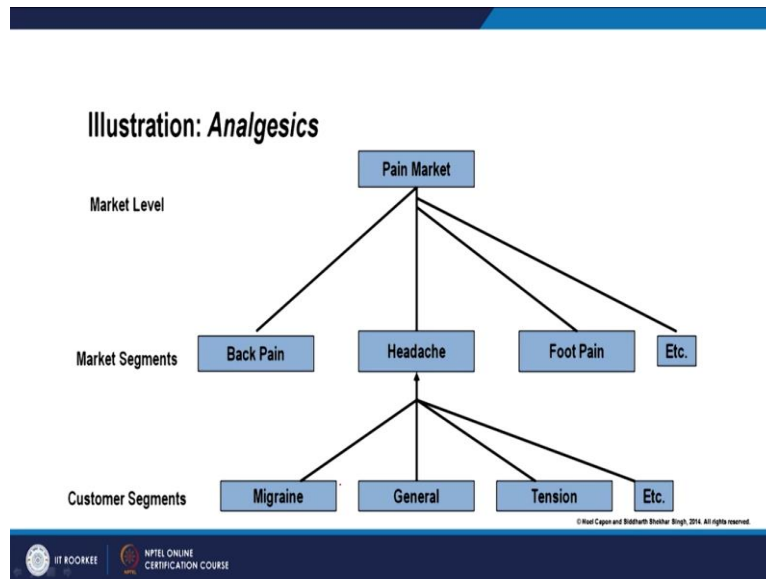 Illustration: Analgesics
Pain Market
Market Level
Market Segments
Back Pain
Headache
Foot Pain
Etc.
Customer Segments
Migraine
General
Tension
Etc.
© Noel Capon and Siddharth Shekhar Singh, 2014. All rights reserved.
IIT ROORKEE
NPTEL ONLINE
CERTIFICATION COURSE